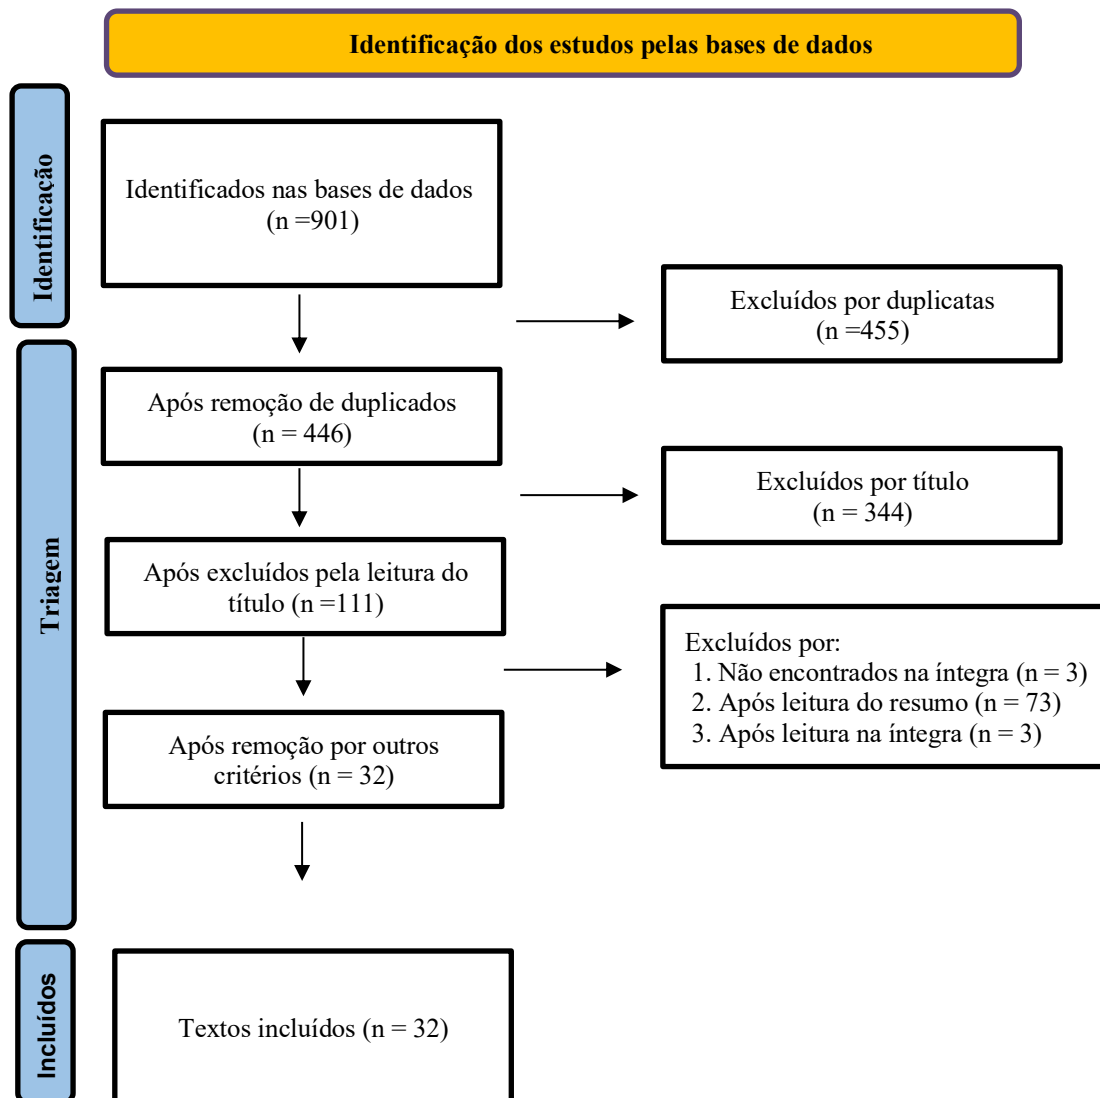 Identificação dos estudos pelas bases de dados
Identificação
Identificados nas bases de dados
(n =901)
Excluídos por duplicatas
(n =455)
Triagem
Após remoção de duplicados
(n = 446)
Excluídos por título
(n = 344)
Após excluídos pela leitura do
título (n =111)
Excluídos por:
1. Não encontrados na íntegra (n = 3)
2. Após leitura do resumo (n = 73)
3. Após leitura na íntegra (n = 3)
Após remoção por outros
critérios (n = 32)
Incluídos
Textos incluídos (n = 32)